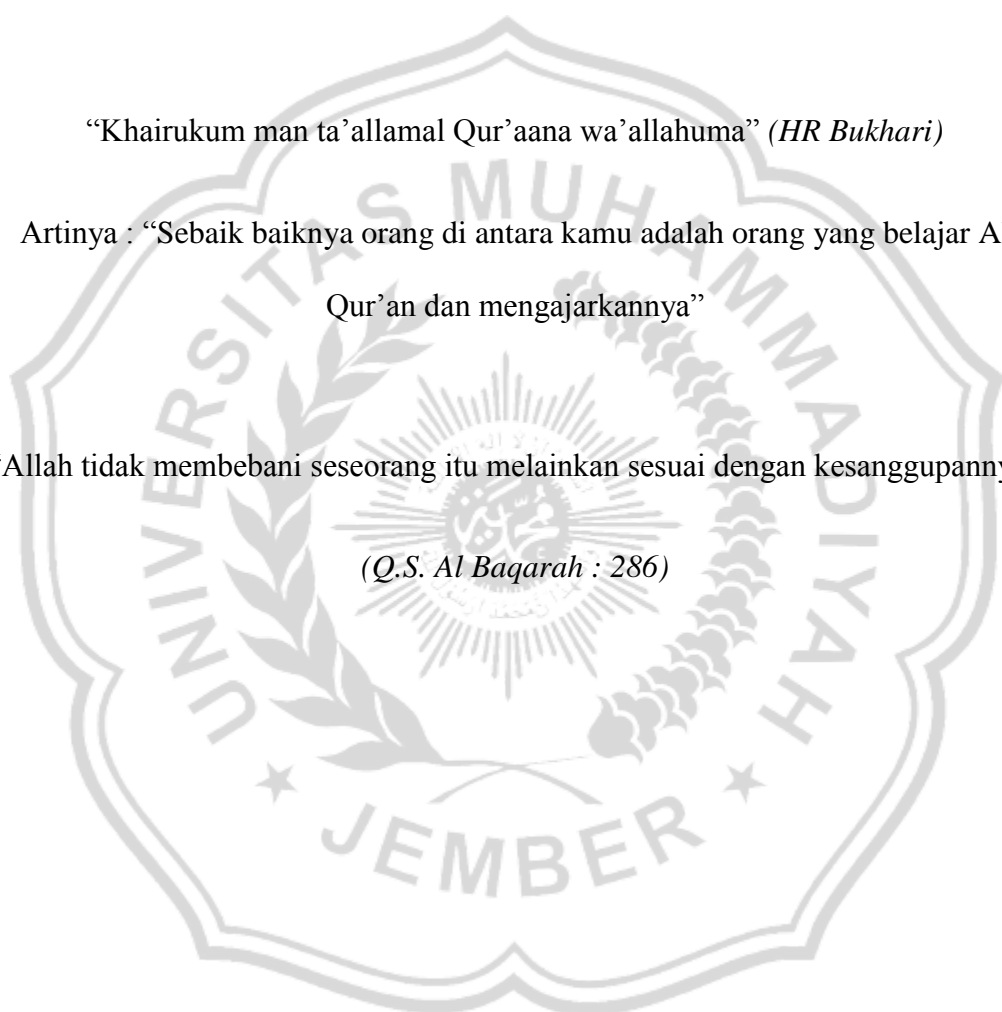 “Khairukum man ta’allamal Qur’aana wa’allahuma” (HR Bukhari)
Artinya : “Sebaik baiknya orang di antara kamu adalah orang yang belajar A
Qur’an dan mengajarkannya”
“Allah tidak membebani seseorang itu melainkan sesuai dengan kesanggupanny
(Q.S. Al Baqarah : 286)
UNIVERSITAS MUHAMMADIYAH
JEMBER